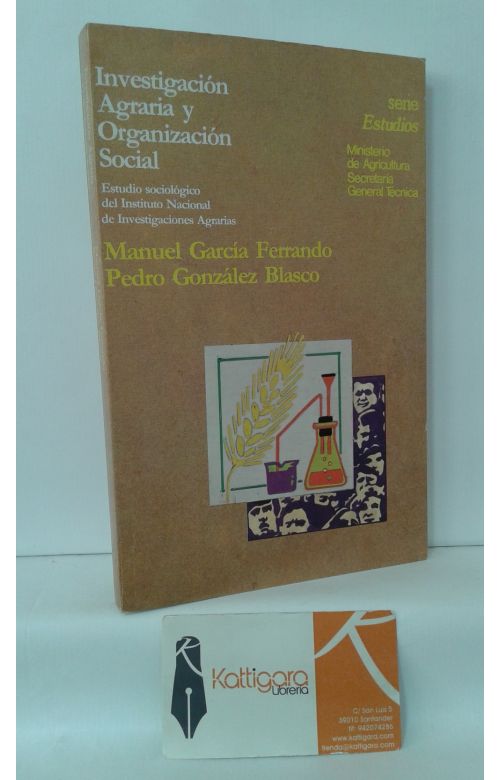 Investigación
Agraria y
Organización
Social
Estudio sociológico
del Instituto Nacional
de Investigaciones Agrarias
serie
Estudios
Ministerio
de Agricultura
Secretaría
General Técnica
Manuel García Ferrando
Pedro González Blasco
Kattigara
Librería
C/ San Luis 5
39010 Santander
tlf: 942074286
www.kattigara.com
tienda@kattigara.com